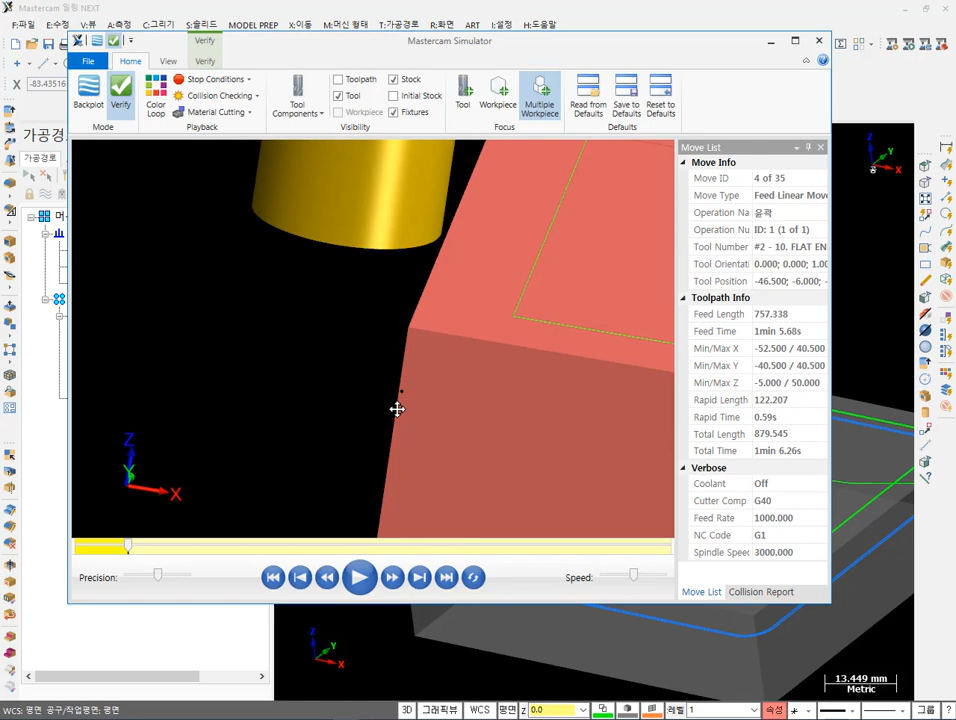 Mastercam 밀링 NEXT
F:파일 E:수정 V:뷰 A:측정 C:그리기 S:솔리드 MODEL PREP X:이동 M:머신 형태 T:가공경로 R:화면 ART I:설정 H:도움말
Verify
Mastercam Simulator
File Home View Verify
Backplot
Verify
Mode
Color Loop
Stop Conditions
Collision Checking
Material Cutting
Playback
Tool Components
Toolpath
Tool
Workpiece
Stock
Initial Stock
Fixtures
Visibility
Tool
Workpiece
Multiple Workpiece
Focus
Read from Defaults
Save to Defaults
Reset to Defaults
Defaults
X -83.43516
가공경로
Move List
Move Info
Move ID 4 of 35
Move Type Feed Linear Move
Operation Na 윤곽
Operation Na ID: 1 (1 of 1)
Tool Number #2 - 10. FLAT EN
Tool Orientati 0.000; 0.000; 1.00
Tool Position -46.500; -6.000; -
Toolpath Info
Feed Length 757.338
Feed Time 1min 5.68s
Min/Max X -52.500 / 40.500
Min/Max Y -40.500 / 40.500
Min/Max Z -5.000 / 50.000
Rapid Length 122.207
Rapid Time 0.59s
Total Length 879.545
Total Time 1min 6.26s
Verbose
Coolant Off
Cutter Comp G40
Feed Rate 1000.000
NC Code G1
Spindle Speed 3000.000
Z
Y
X
Z
Y
X
Precision:
Speed:
Move List Collision Report
Z
Y
X
13.449 mm
Metric
WCS: 평면 공구/작업평면: 평면
3D 그래픽뷰 WCS 평면 Z 0.0 레벨 1 속성 그룹 ?